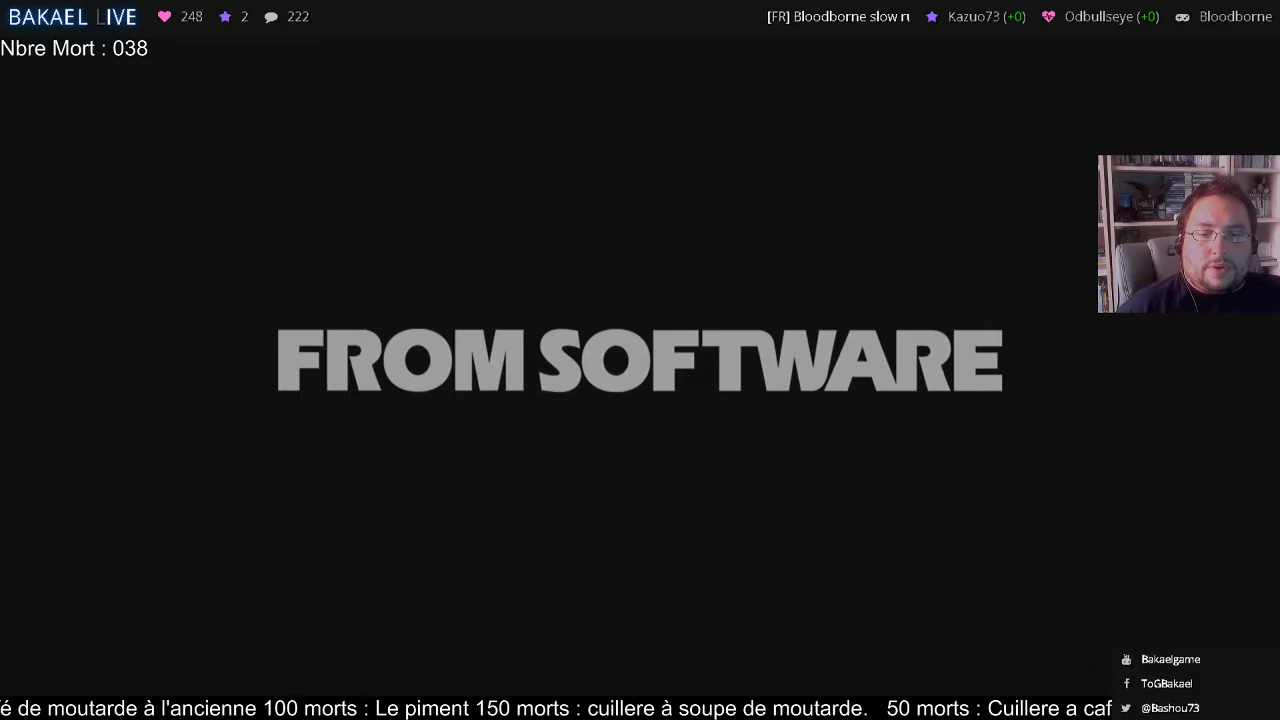 BAKAEL LIVE 248 2 222 [FR] Bloodborne slow Kazuo73 (+0) Odbullseye (+0) Bloodborne
Nbre Mort : 038
FROM SOFTWARE
Bakaelgame
ToGBakael
é de moutarde à l'ancienne 100 morts : Le piment 150 morts : cuillere à soupe de moutarde. 50 morts : Cuillere a caf
@Bashou73